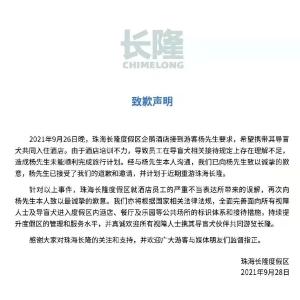 长隆
CHIMELONG
致歉声明
2021年9月26日晚，珠海长隆度假区企鹅酒店接到游客杨先生要求，希望携带其导盲
犬共同入住酒店。由于酒店培训不力，导致员工在导盲犬相关接待规定上存在理解不足，
造成杨先生未能顺利完成旅行计划。经与杨先生本人沟通，我们已向杨先生致以诚挚的歉
意，杨先生已接受了我们的道歉和邀请，并计划于近期重游珠海长隆。
针对以上事件，珠海长隆度假区就酒店员工的严重不当表达所带来的误解，再次向
杨先生本人致以最诚挚的歉意。我们亦将根据国家相关法律法规，全面完善面向所有视
障人士及导盲犬进入度假区内酒店、餐厅及乐园等公共场所的标识体系和接待措施，持续提
升度假区的管理和服务水平，并真诚欢迎所有视障人士携其导盲犬伙伴共同游览长隆。
感谢大家对珠海长隆的关注和支持，并欢迎广大游客与媒体朋友们监督指正。
珠海长隆度假区
2021年9月28日